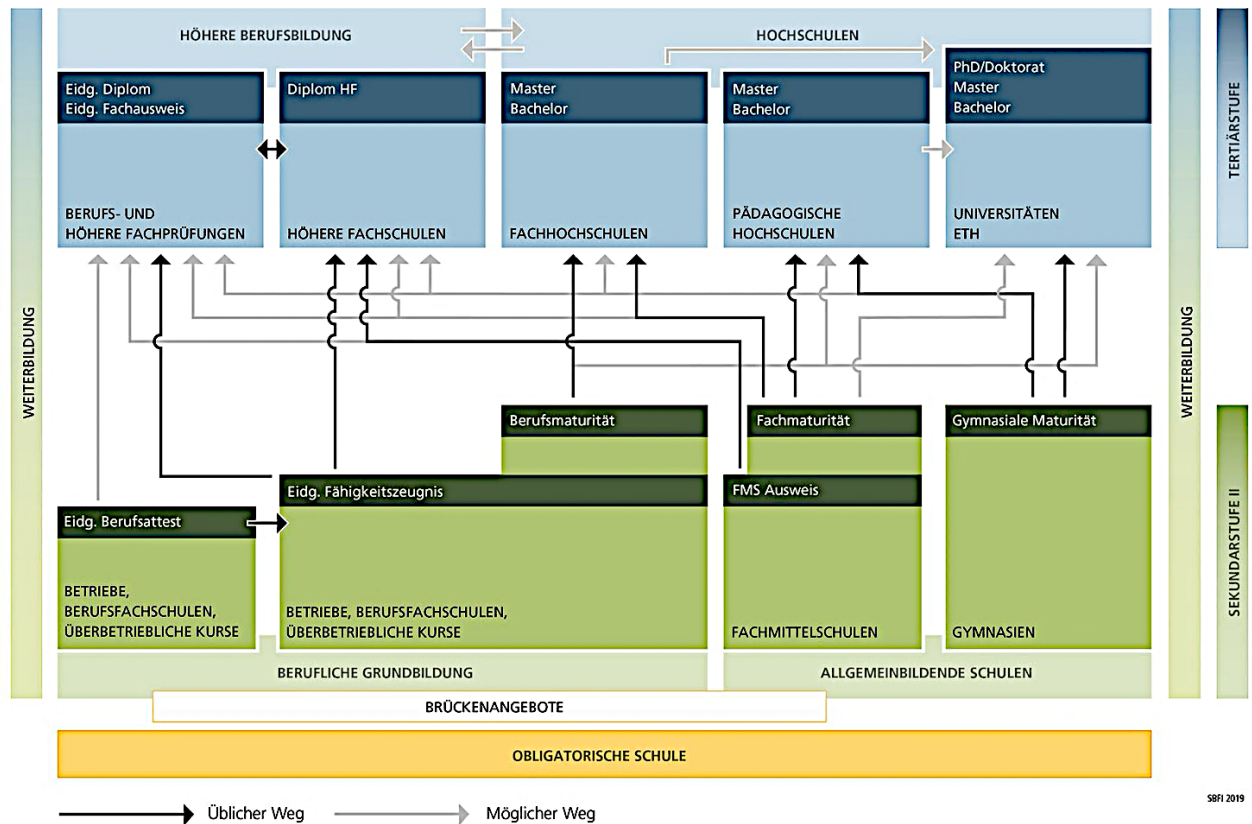 HÖHERE BERUFSBILDUNG
HOCHSCHULEN
Eidg. Diplom
Eidg. Fachausweis
Diplom HF
Master
Bachelor
Master
Bachelor
PhD/Doktorat
Master
Bachelor
BERUFS- UND
HÖHERE FACHPRÜFUNGEN
HÖHERE FACHSCHULEN
FACHHOCHSCHULEN
PÄDAGOGISCHE
HOCHSCHULEN
UNIVERSITÄTEN
ETH
TERTIÄRSTUFE
WEITERBILDUNG
WEITERBILDUNG
Berufsmaturität
Fachmaturität
Gymnasiale Maturität
Eidg. Fähigkeitszeugnis
FMS Ausweis
Eidg. Berufsattest
BETRIEBE,
BERUFSFACHSCHULEN,
ÜBERBETRIEBLICHE KURSE
BETRIEBE, BERUFSFACHSCHULEN,
ÜBERBETRIEBLICHE KURSE
FACHMITTELSCHULEN
GYMNASIEN
SEKUNDARSTUFE II
BERUFLICHE GRUNDBILDUNG
ALLGEMEINBILDENDE SCHULEN
BRÜCKENANGEBOTE
OBLIGATORISCHE SCHULE
Üblicher Weg
Möglicher Weg
SBFI 2019